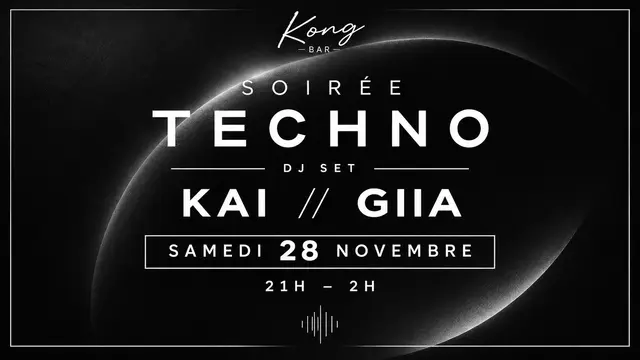 Kong
BAR
SOIRÉE
TECHNO
DJ SET
KAI // GIIA
SAMEDI 28 NOVEMBRE
21H – 2H